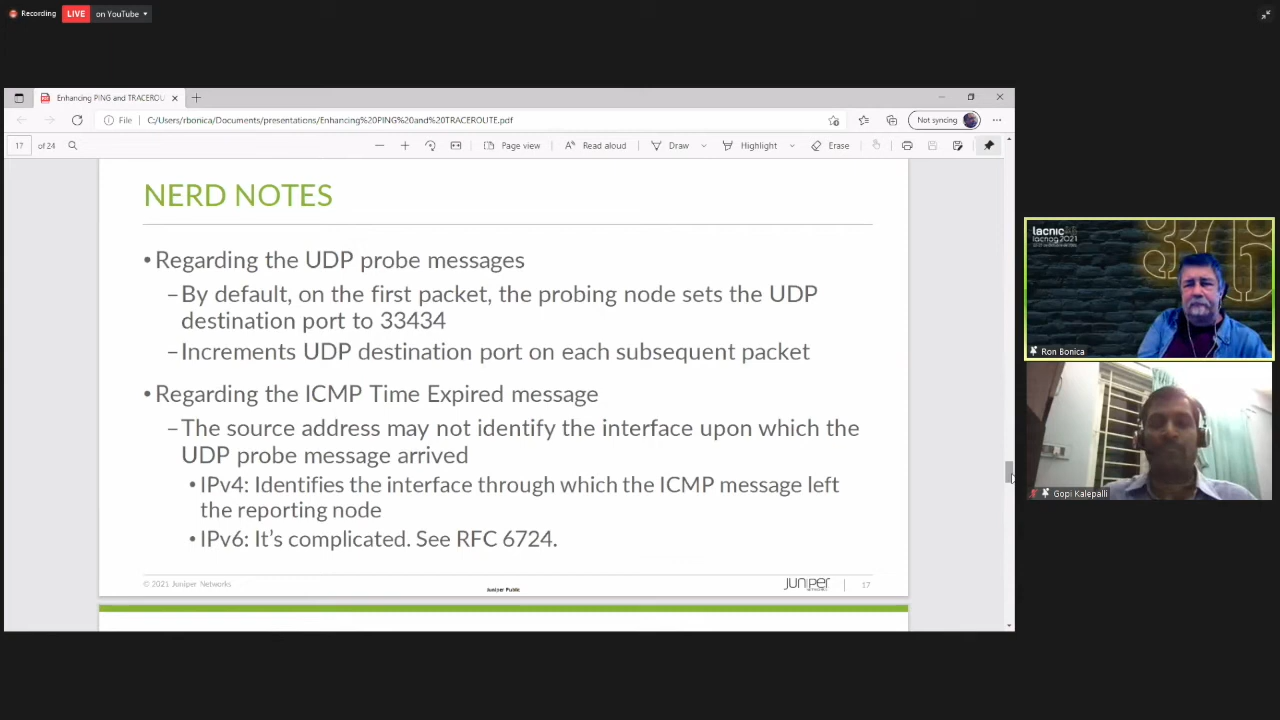 Recording LIVE on YouTube
Enhancing PING and TRACEROU
File C:/Users/rbonica/Documents/presentations/Enhancing%20PING%20and%20TRACEROUTE.pdf Not syncing
17 of 24 Page view Read aloud Draw Highlight Erase
NERD NOTES
• Regarding the UDP probe messages
–By default, on the first packet, the probing node sets the UDP
destination port to 33434
–Increments UDP destination port on each subsequent packet
• Regarding the ICMP Time Expired message
–The source address may not identify the interface upon which the
UDP probe message arrived
• IPv4: Identifies the interface through which the ICMP message left
the reporting node
• IPv6: It's complicated. See RFC 6724.
© 2021 Juniper Networks
Juniper Public
JUNIPER
NETWORKS
17
lacnic36
lacnog2021
36
Ron Bonica
Gopi Kalepalli